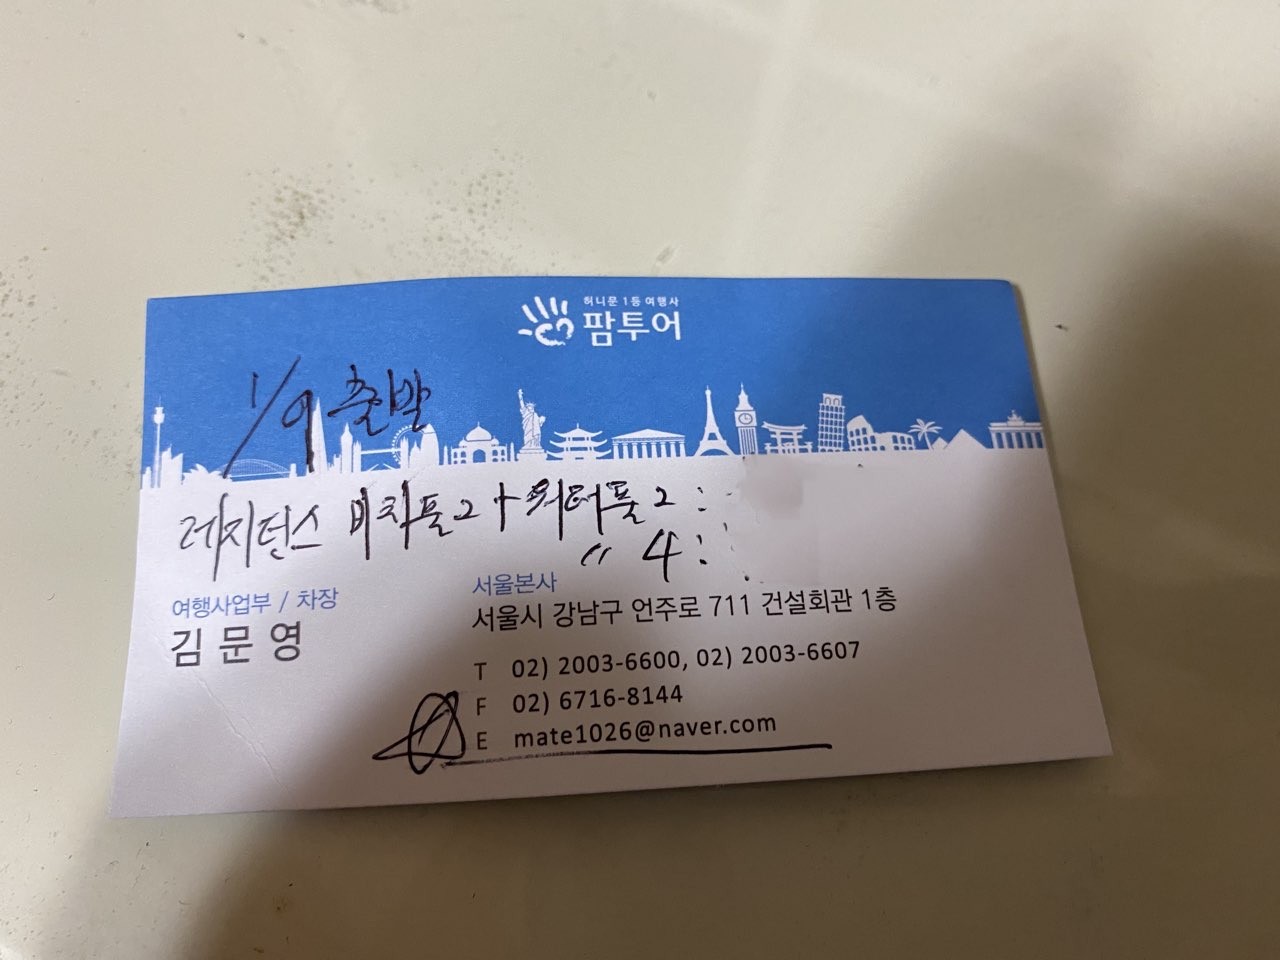 허니문 1등 여행사
팜투어
1/9 출발
레지던스 비치풀2 + 워터풀2 :
〃 4 :
여행사업부 / 차장
김문영
서울본사
서울시 강남구 언주로 711 건설회관 1층
T 02) 2003-6600, 02) 2003-6607
F 02) 6716-8144
E mate1026@naver.com